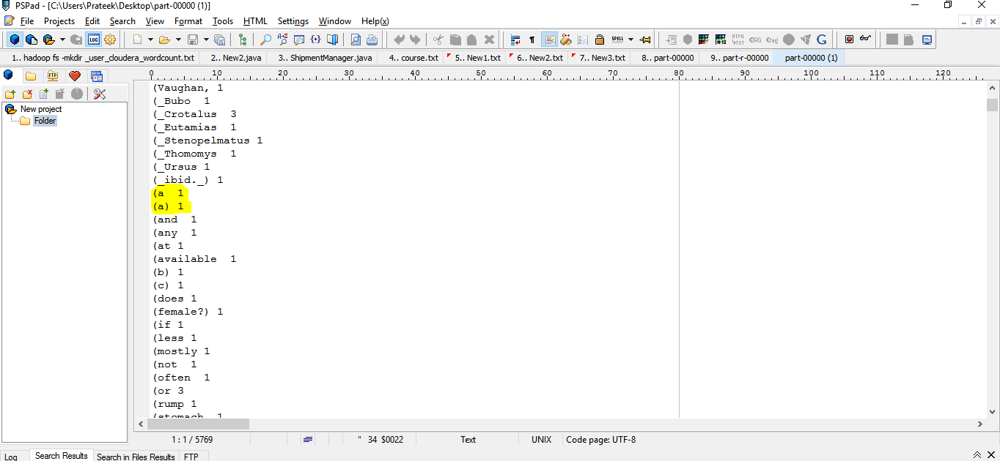 PSPad - [C:\Users\Prateek\Desktop\part-00000 (1)]
File Projects Edit Search View Format Tools HTML Settings Window Help(x)
LOG SPELL HTML →TXT TAG Tag G
1.. hadoop fs -mkdir _user_cloudera_wordcount.txt 2.. New2.java 3.. ShipmentManager.java 4.. course.txt 5.. New1.txt 6.. New2.txt 7.. New3.txt 8.. part-00000 9.. part-r-00000 part-00000 (1)
FTP
0 10 20 30 40 50 60 70 80 90 100 110 120
New project
Folder
(Vaughan, 1
(_Bubo 1
(_Crotalus 3
(_Eutamias 1
(_Stenopelmatus 1
(_Thomomys 1
(_Ursus 1
(_ibid._) 1
(a 1
(a) 1
(and 1
(any 1
(at 1
(available 1
(b) 1
(c) 1
(does 1
(female?) 1
(if 1
(less 1
(mostly 1
(not 1
(often 1
(or 3
(rump 1
(stomach 1
1 : 1 / 5769 " 34 $0022 Text UNIX Code page: UTF-8
Log Search Results Search in Files Results FTP